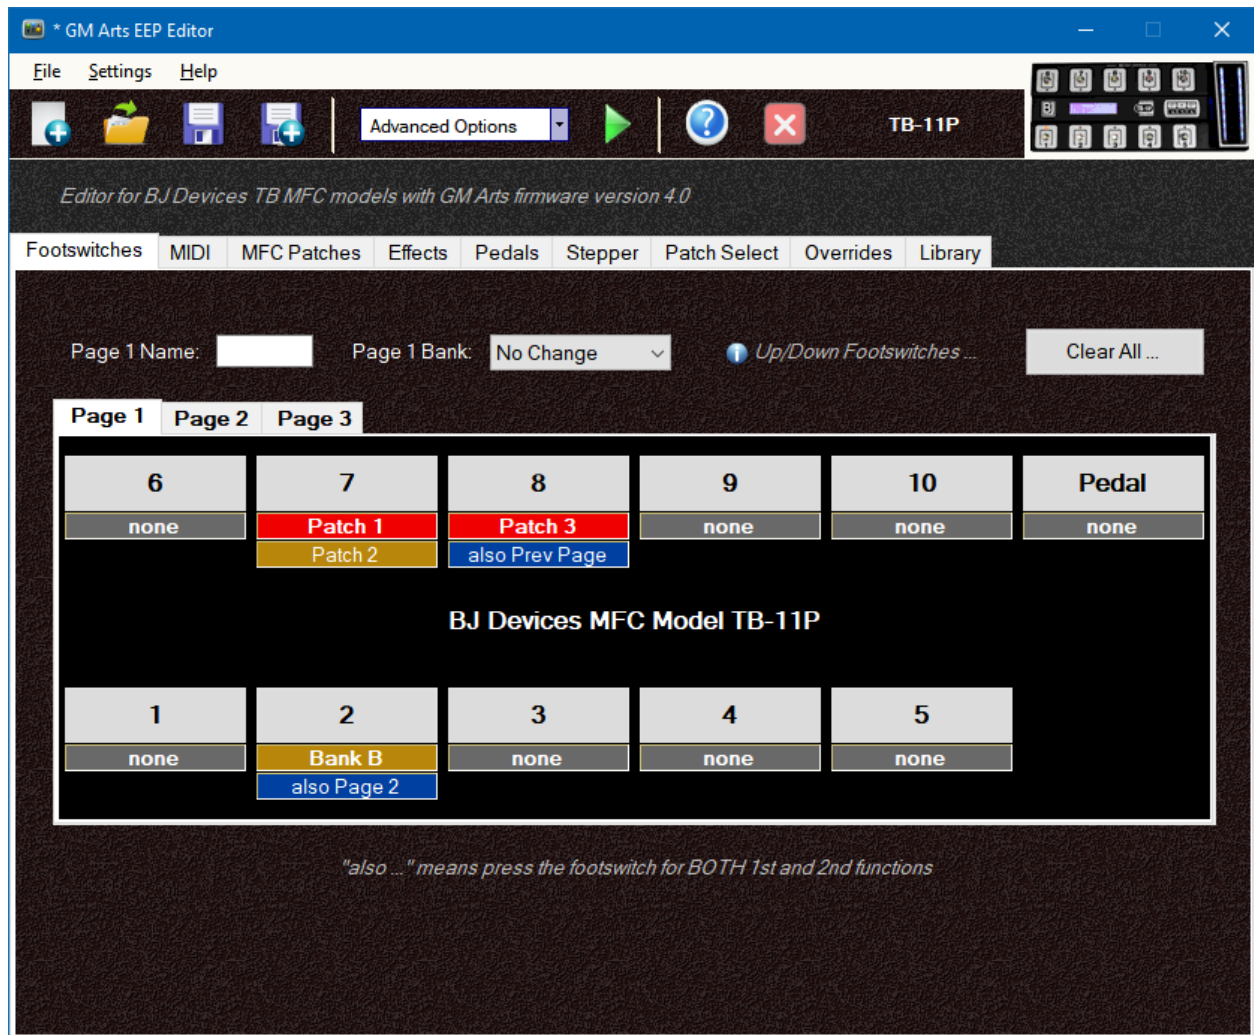 * GM Arts EEP Editor
File Settings Help
Advanced Options TB-11P
Editor for BJ Devices TB MFC models with GM Arts firmware version 4.0
Footswitches MIDI MFC Patches Effects Pedals Stepper Patch Select Overrides Library
Page 1 Name: Page 1 Bank: No Change Up/Down Footswitches ... Clear All ...
Page 1 Page 2 Page 3
6 7 8 9 10 Pedal
none Patch 1 Patch 3 none none none
Patch 2 also Prev Page
BJ Devices MFC Model TB-11P
1 2 3 4 5
none Bank B none none none
also Page 2
"also ..." means press the footswitch for BOTH 1st and 2nd functions